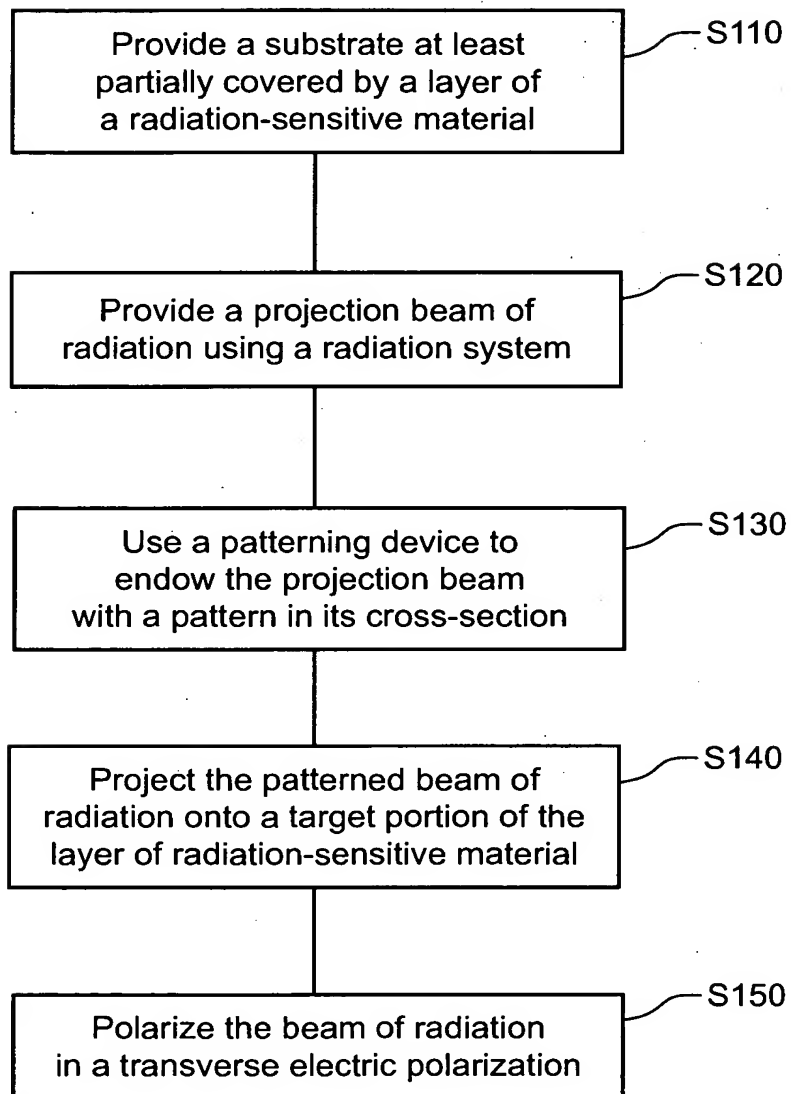 Provide a substrate at least
partially covered by a layer of
a radiation-sensitive material
S110
Provide a projection beam of
radiation using a radiation system
S120
Use a patterning device to
endow the projection beam
with a pattern in its cross-section
S130
Project the patterned beam of
radiation onto a target portion of the
layer of radiation-sensitive material
S140
Polarize the beam of radiation
in a transverse electric polarization
S150